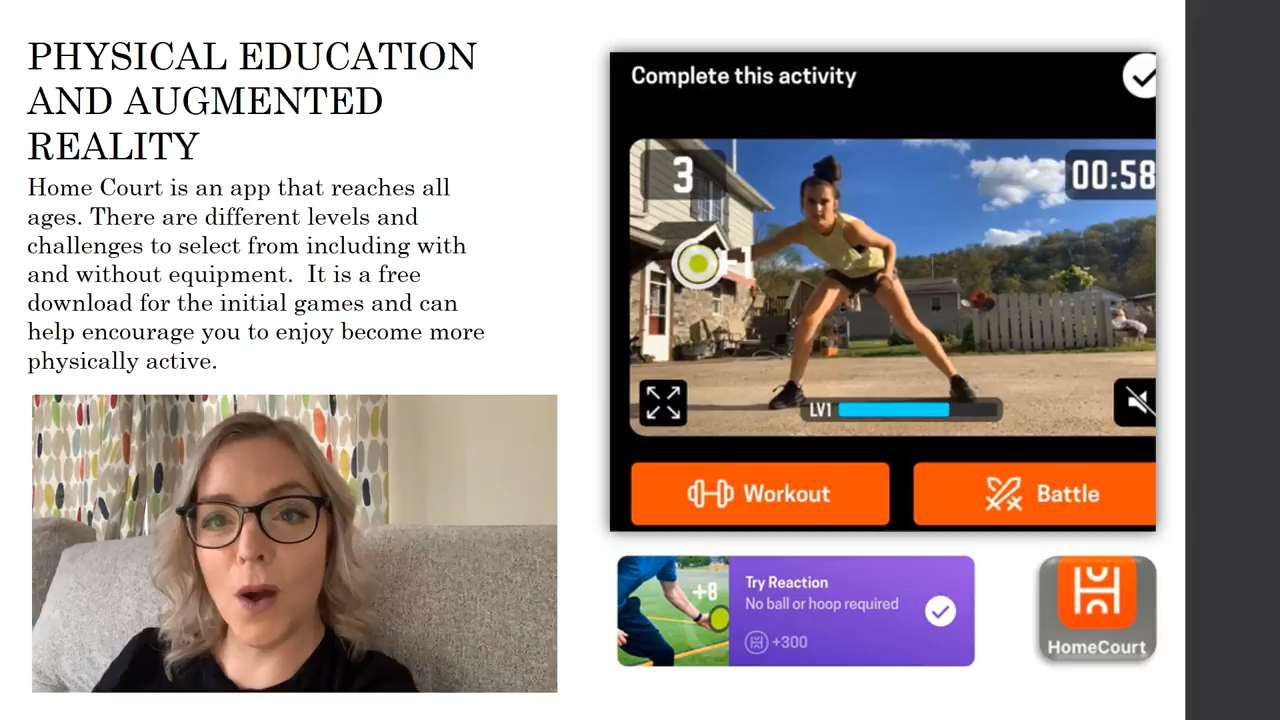 PHYSICAL EDUCATION
AND AUGMENTED
REALITY
Home Court is an app that reaches all
ages. There are different levels and
challenges to select from including with
and without equipment.  It is a free
download for the initial games and can
help encourage you to enjoy become more
physically active.
Complete this activity
3
00:58
+1
LV1
Workout
Battle
+8
Try Reaction
No ball or hoop required
+300
HomeCourt